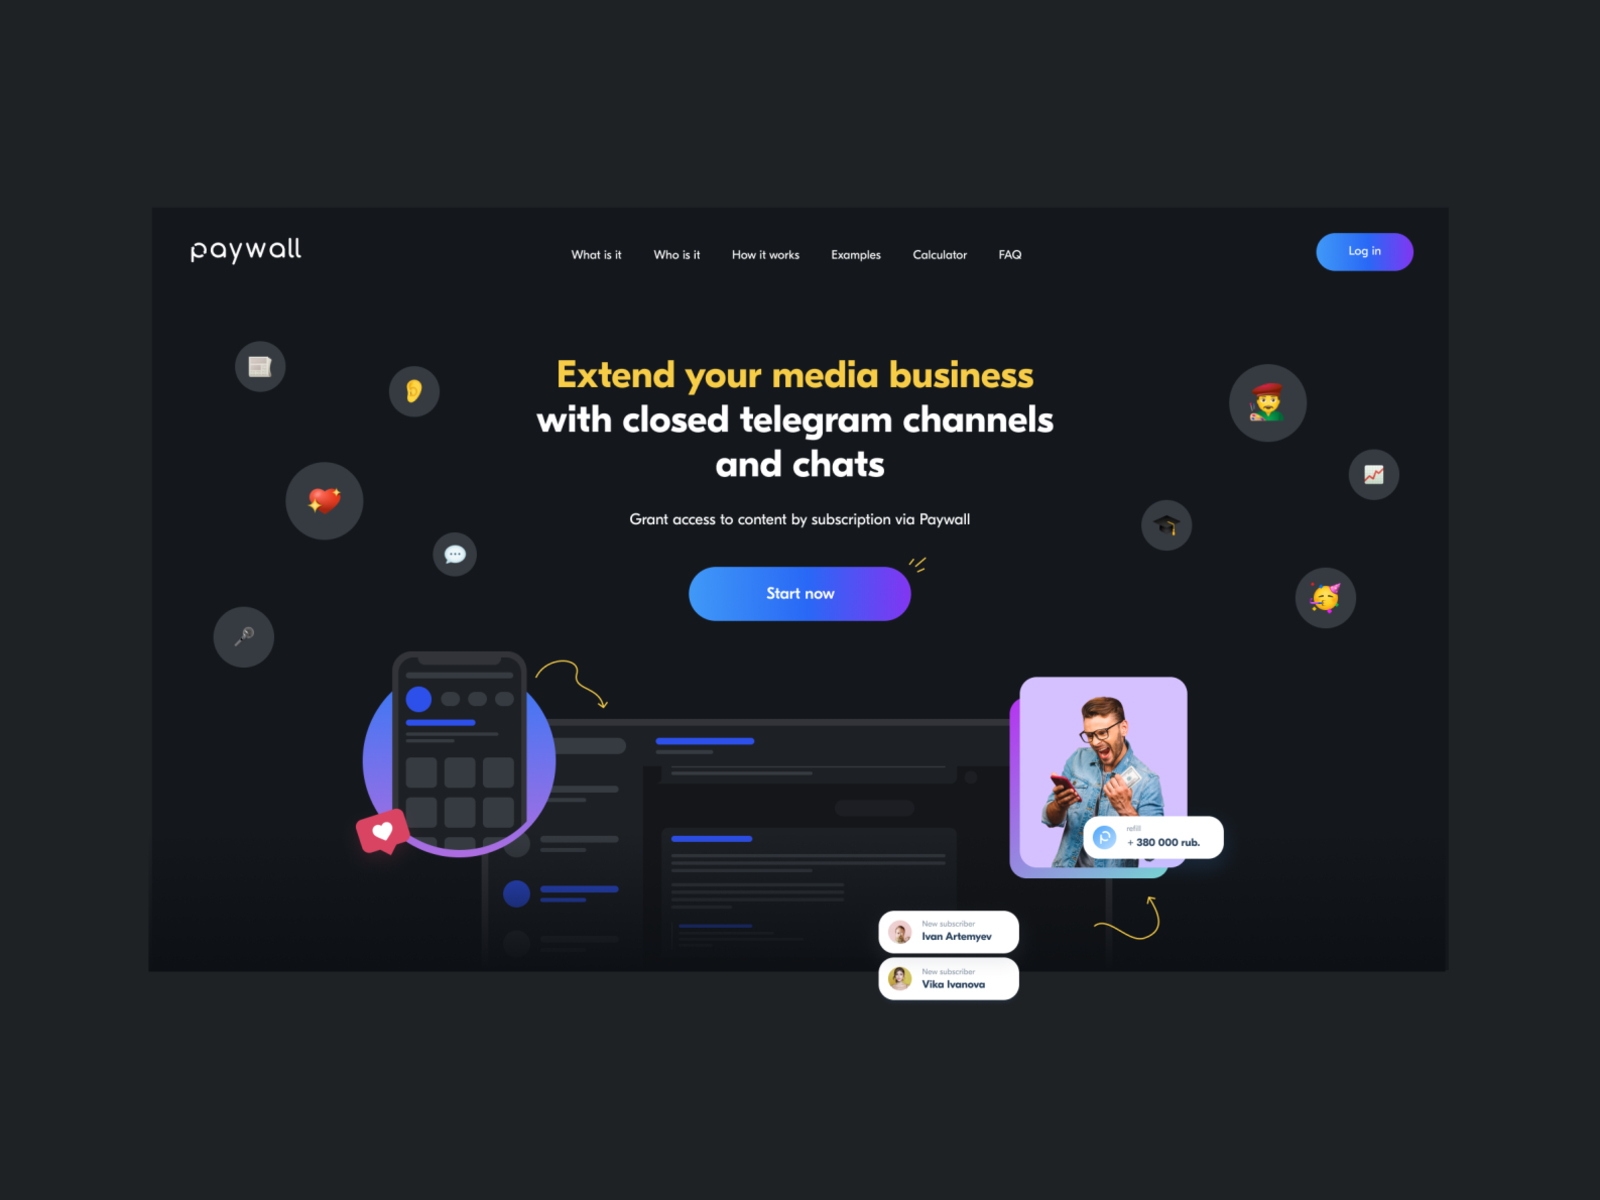 paywall
What is it
Who is it
How it works
Examples
Calculator
FAQ
Log in
Extend your media business
with closed telegram channels
and chats
Grant access to content by subscription via Paywall
Start now
refill
+ 380 000 rub.
New subscriber
Ivan Artemyev
New subscriber
Vika Ivanova